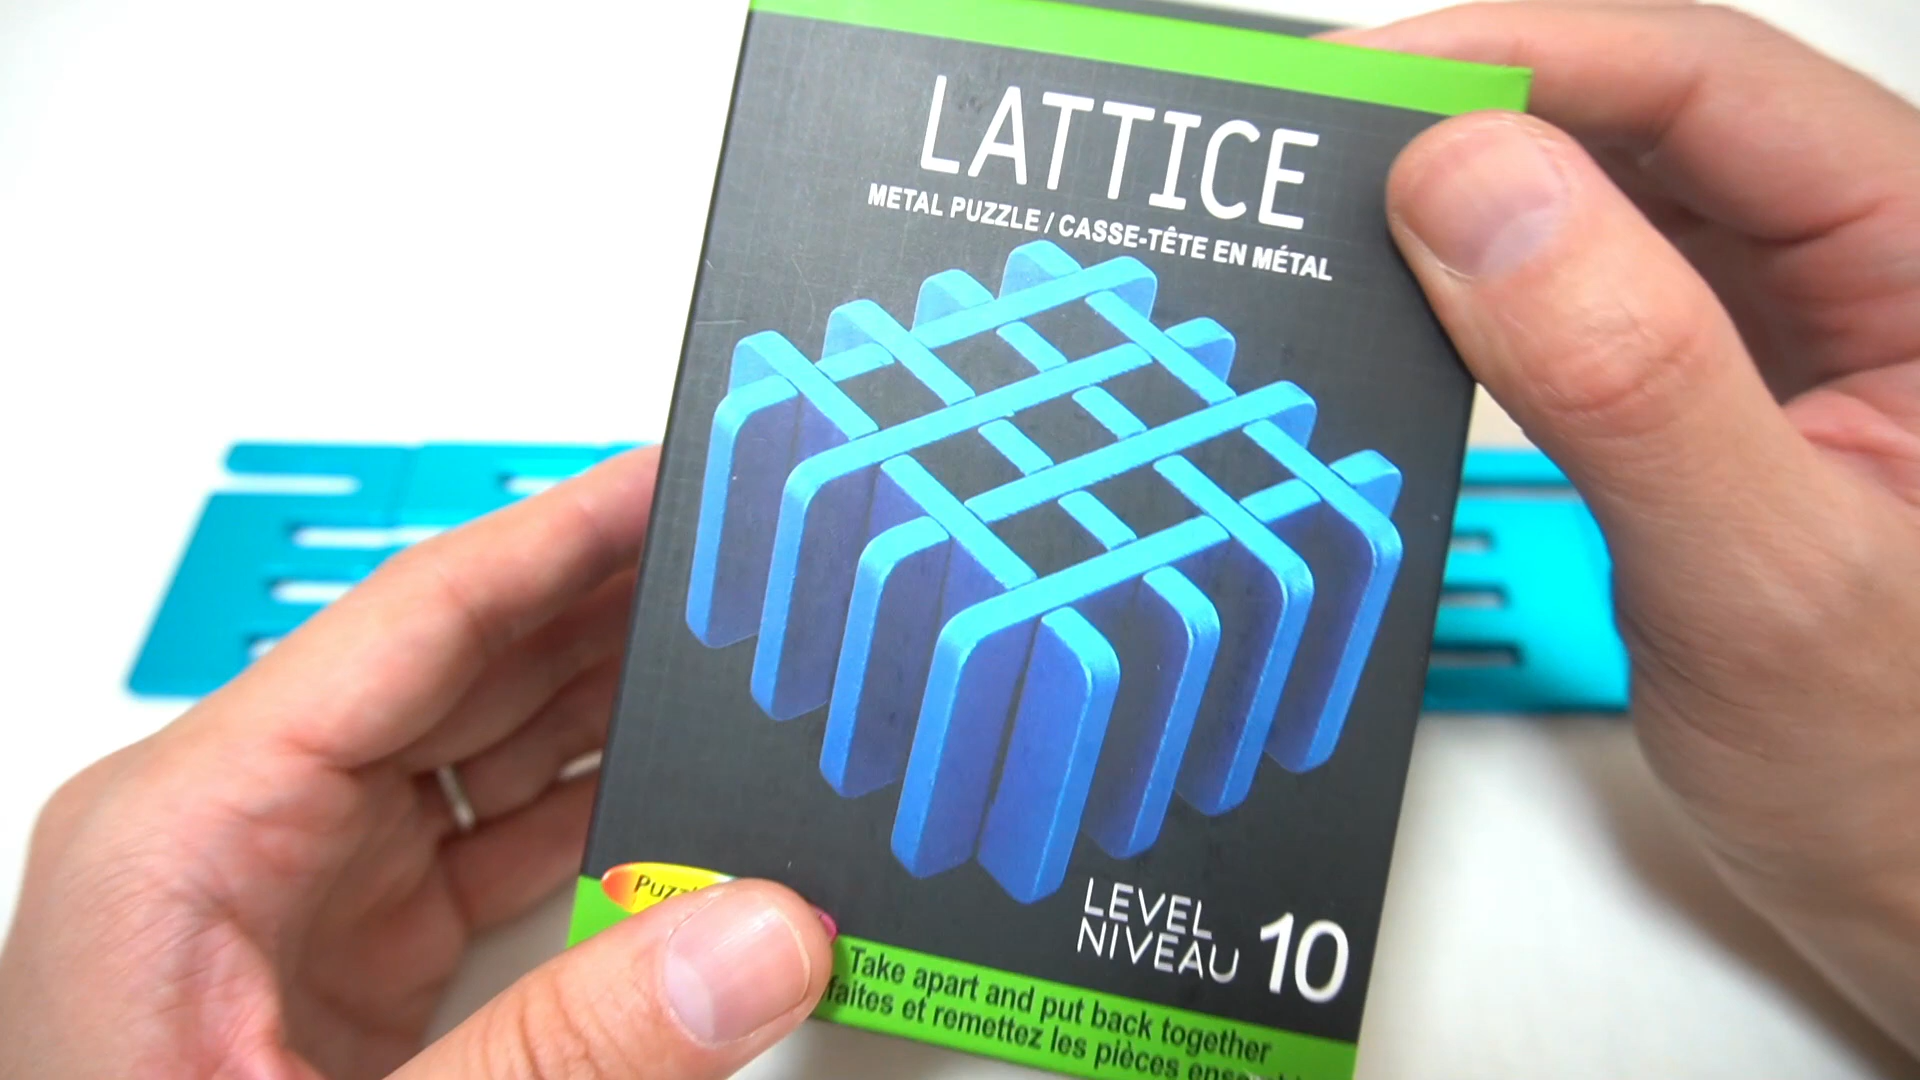 LATTICE
METAL PUZZLE / CASSE-TÊTE EN MÉTAL
LEVEL
NIVEAU 10
Take apart and put back together
et remettez les pièces